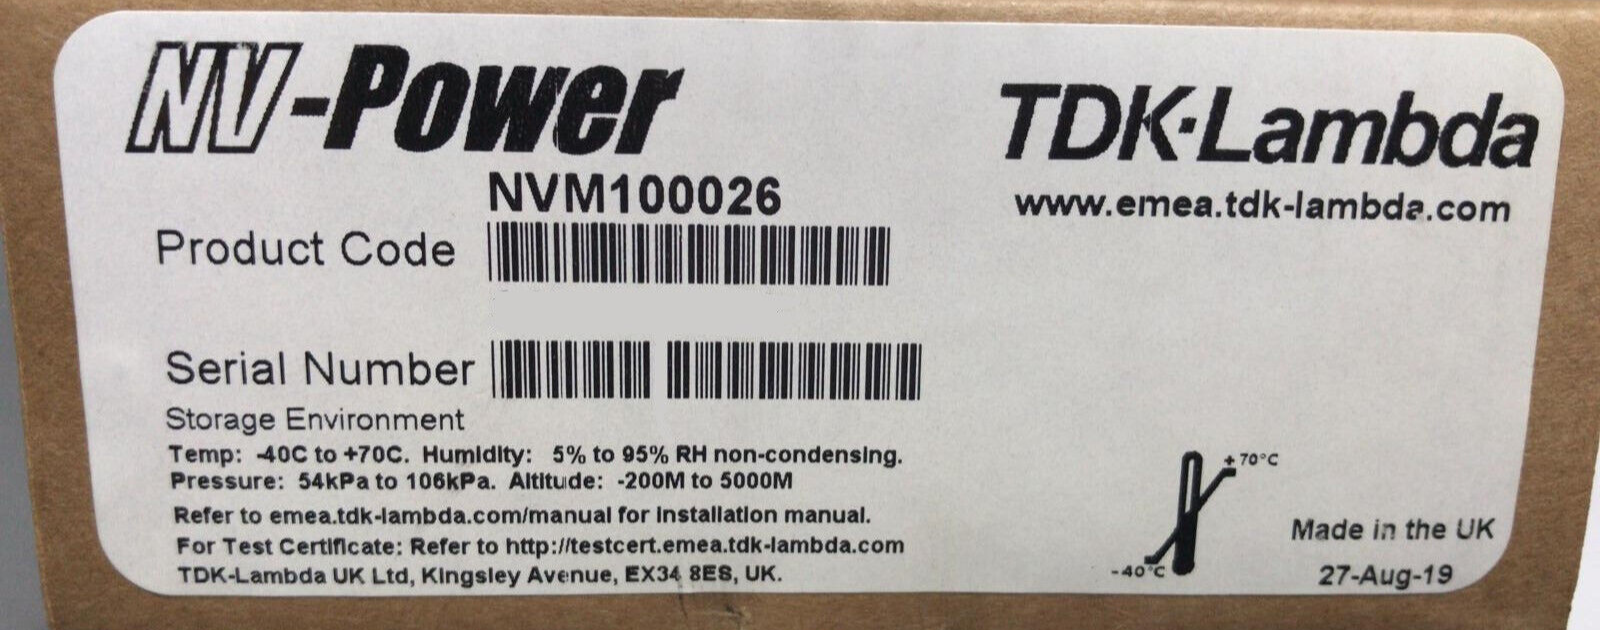 NV-Power
TDK·Lambda
NVM100026
www.emea.tdk-lambda.com
Product Code
Serial Number
Storage Environment
Temp: -40C to +70C. Humidity: 5% to 95% RH non-condensing.
Pressure: 54kPa to 106kPa. Altitude: -200M to 5000M
Refer to emea.tdk-lambda.com/manual for Installation manual.
For Test Certificate: Refer to http://testcert.emea.tdk-lambda.com
TDK-Lambda UK Ltd, Kingsley Avenue, EX34 8ES, UK.
+70°C
-40°C
Made in the UK
27-Aug-19